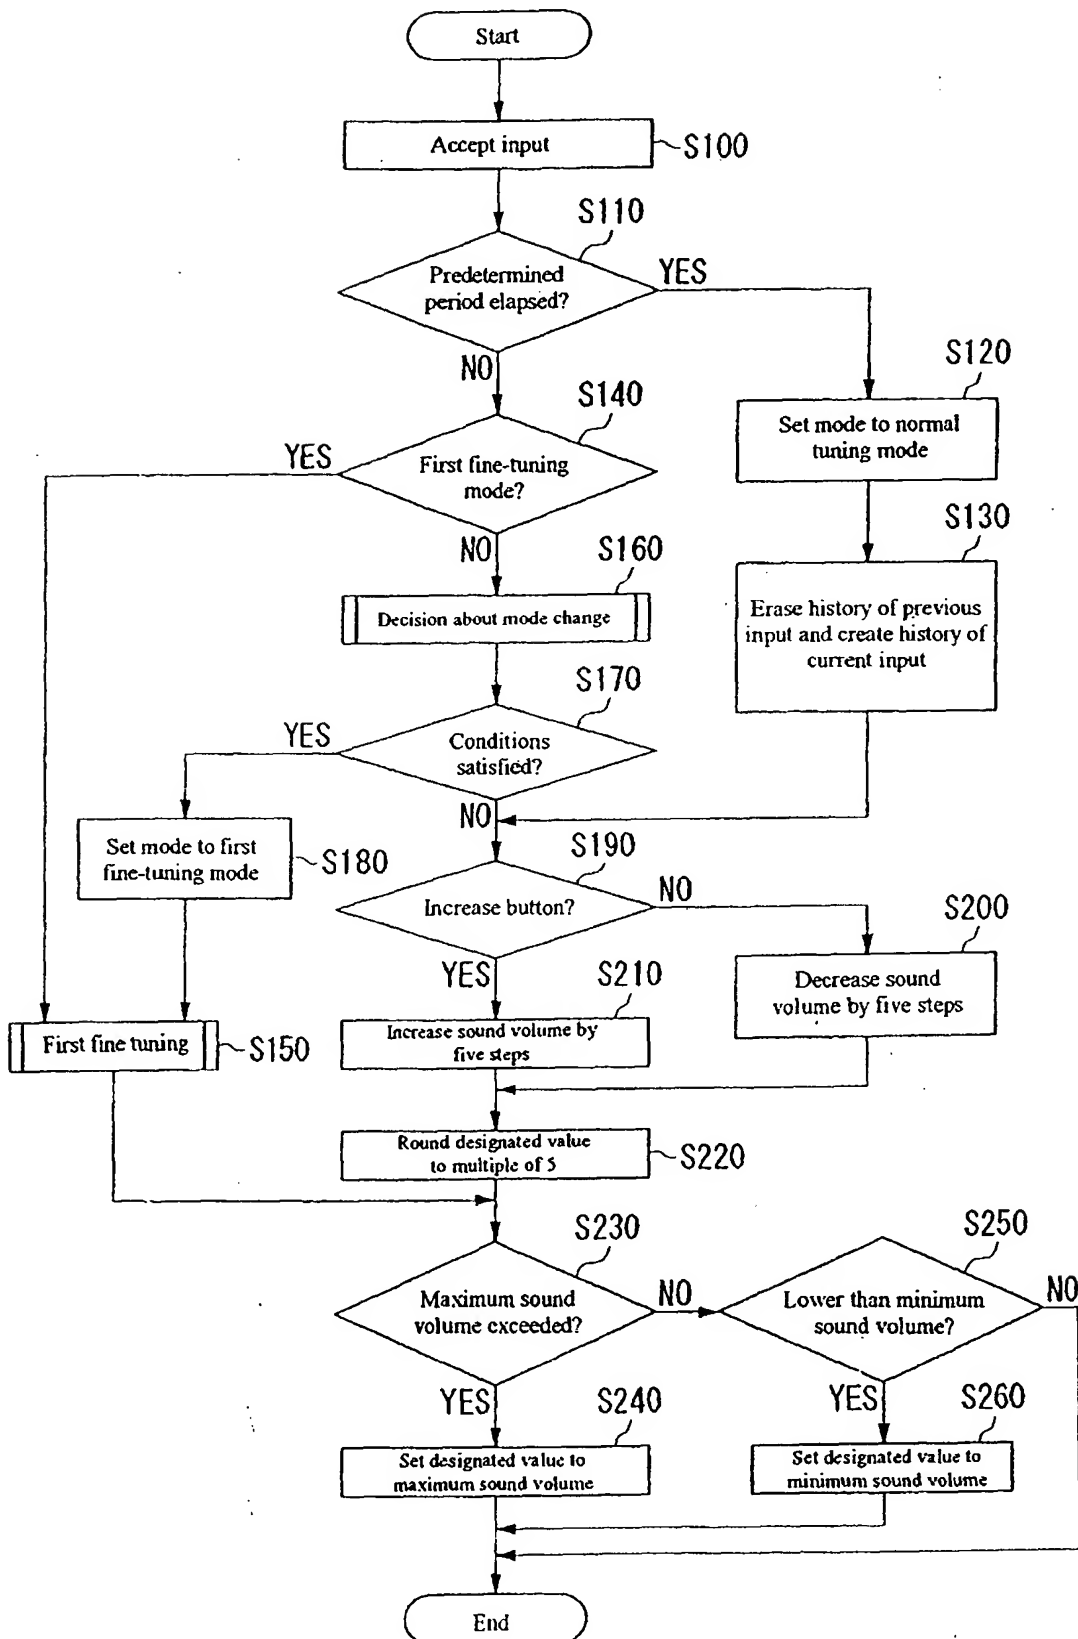 Start
Accept input
S100
S110
Predetermined
period elapsed?
YES
NO
S120
Set mode to normal
tuning mode
S140
YES
First fine-tuning
mode?
NO
S130
Erase history of previous
input and create history of
current input
S160
Decision about mode change
S170
YES
Conditions
satisfied?
NO
Set mode to first
fine-tuning mode
S180
S190
Increase button?
NO
YES
S200
Decrease sound
volume by five steps
S210
Increase sound volume by
five steps
First fine tuning
S150
Round designated value
to multiple of 5
S220
S230
Maximum sound
volume exceeded?
NO
YES
S250
Lower than minimum
sound volume?
NO
YES
S240
Set designated value to
maximum sound volume
S260
Set designated value to
minimum sound volume
End